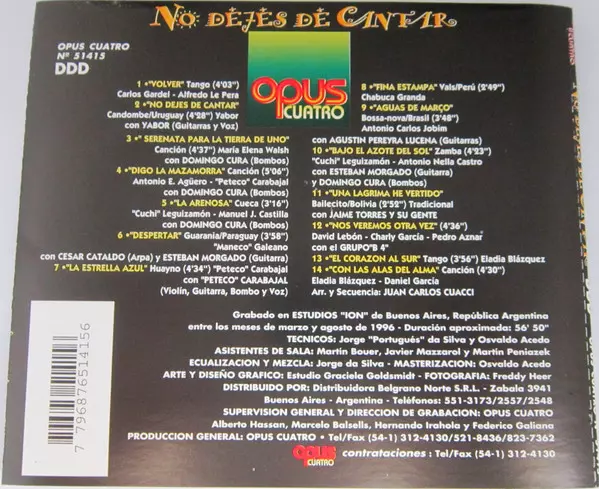 NO DEJÉS DE CANTAR
OPUS CUATRO
Nº 51415
DDD
OPUS
CUATRO
1 •"VOLVER" Tango (4'03")
Carlos Gardel - Alfredo Le Pera
2 •"NO DEJES DE CANTAR"
Candombe/Uruguay (4'28") Yabor
con YABOR (Guitarras y Voz)
3 •" SERENATA PARA LA TIERRA DE UNO"
Canción (4'37") María Elena Walsh
con DOMINGO CURA (Bombos)
4 •"DIGO LA MAZAMORRA" Canción (5'06")
Antonio E. Agüero - "Peteco" Carabajal
con DOMINGO CURA (Bombos)
5 •"LA ARENOSA" Cueca (3'16")
"Cuchi" Leguizamón - Manuel J. Castilla
con DOMINGO CURA (Bombos)
6 •"DESPERTAR" Guarania/Paraguay (3'58")
"Maneco" Galeano
con CESAR CATALDO (Arpa) y ESTEBAN MORGADO (Guitarra)
7 •"LA ESTRELLA AZUL" Huayno (4'34") "Peteco" Carabajal
con "PETECO" CARABAJAL
(Violín, Guitarra, Bombo y Voz)
8 •"FINA ESTAMPA" Vals/Perú (2'49")
Chabuca Granda
9 •"AGUAS DE MARÇO"
Bossa-nova/Brasil (3'48")
Antonio Carlos Jobim
con AGUSTIN PEREYRA LUCENA (Guitarras)
10 •"BAJO EL AZOTE DEL SOL" Zamba (4'23")
"Cuchi" Leguizamón - Antonio Nella Castro
con ESTEBAN MORGADO (Guitarra)
y DOMINGO CURA (Bombos)
11 •"UNA LAGRIMA HE VERTIDO"
Bailecito/Bolivia (2'52") Tradicional
con JAIME TORRES Y SU GENTE
12 •"NOS VEREMOS OTRA VEZ" (4'36")
David Lebón - Charly García - Pedro Aznar
con el GRUPO"B 4"
13 •"EL CORAZON AL SUR" Tango (3'56") Eladia Blázquez
14 •"CON LAS ALAS DEL ALMA" Canción (4'30")
Eladia Blázquez - Daniel García
Arr. y Secuencia: JUAN CARLOS CUACCI
Grabado en ESTUDIOS "ION" de Buenos Aires, República Argentina
entre los meses de marzo y agosto de 1996 - Duración aproximada: 56' 50"
TECNICOS: Jorge "Portugués" da Silva y Osvaldo Acedo
ASISTENTES DE SALA: Martín Bouer, Javier Mazzarol y Martín Peniazek
ECUALIZACION Y MEZCLA: Jorge da Silva - MASTERIZACION: Osvaldo Acedo
ARTE Y DISEÑO GRAFICO: Estudio Graciela Goldsmidt - FOTOGRAFIA: Freddy Heer
DISTRIBUIDO POR: Distribuidora Belgrano Norte S.R.L. - Zabala 3941
Buenos Aires - Argentina - Teléfonos: 551-3173/2557/2548
SUPERVISION GENERAL Y DIRECCION DE GRABACION: OPUS CUATRO
Alberto Hassan, Marcelo Balsells, Hernando Irahola y Federico Galiana
PRODUCCION GENERAL: OPUS CUATRO • Tel/Fax (54-1) 312-4130/521-8436/823-7362
OPUS
CUATRO
contrataciones : Tel/Fax (54-1) 312-4130
7 796876514156